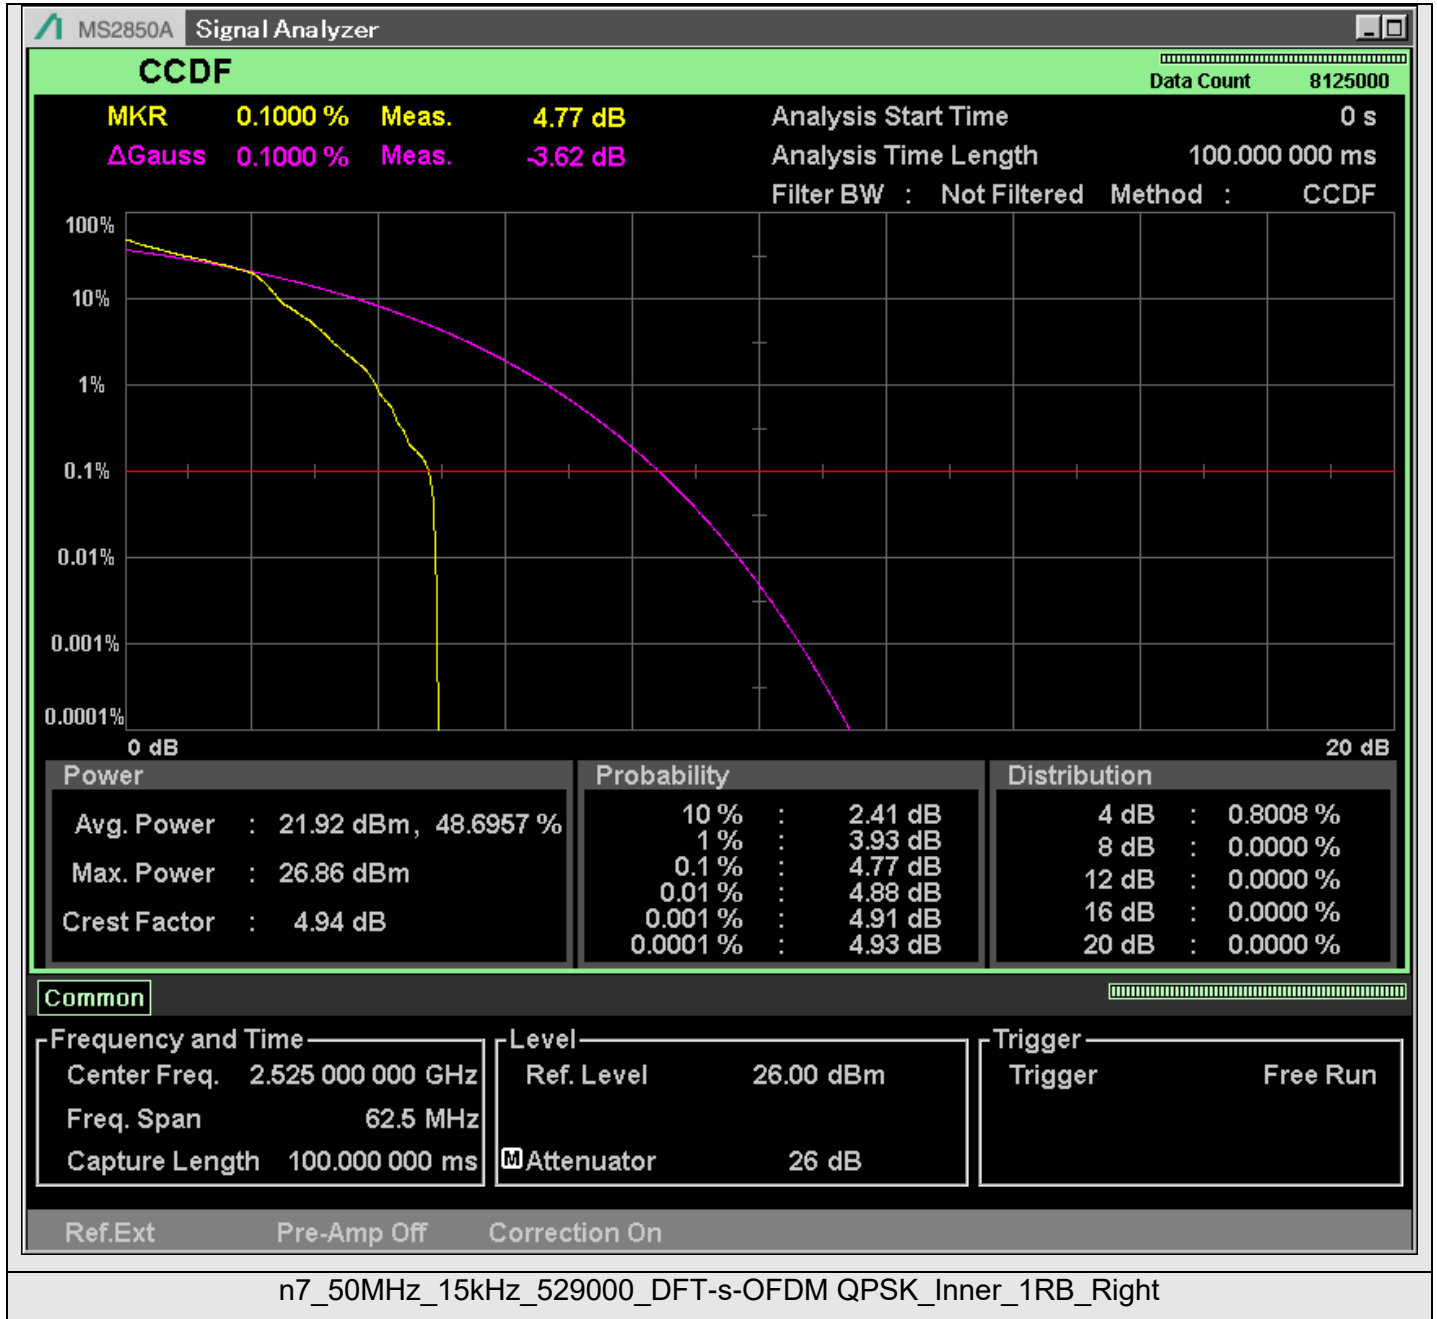 MS2850A Signal Analyzer
CCDF
Data Count 8125000
MKR 0.1000 % Meas. 4.77 dB
ΔGauss 0.1000 % Meas. -3.62 dB
Analysis Start Time 0 s
Analysis Time Length 100.000 000 ms
Filter BW : Not Filtered Method : CCDF
100%
10%
1%
0.1%
0.01%
0.001%
0.0001%
0 dB 20 dB
Power
Avg. Power : 21.92 dBm, 48.6957 %
Max. Power : 26.86 dBm
Crest Factor : 4.94 dB
Probability
10 % : 2.41 dB
1 % : 3.93 dB
0.1 % : 4.77 dB
0.01 % : 4.88 dB
0.001 % : 4.91 dB
0.0001 % : 4.93 dB
Distribution
4 dB : 0.8008 %
8 dB : 0.0000 %
12 dB : 0.0000 %
16 dB : 0.0000 %
20 dB : 0.0000 %
Common
Frequency and Time
Center Freq. 2.525 000 000 GHz
Freq. Span 62.5 MHz
Capture Length 100.000 000 ms
Level
Ref. Level 26.00 dBm
M Attenuator 26 dB
Trigger
Trigger Free Run
Ref.Ext Pre-Amp Off Correction On
n7_50MHz_15kHz_529000_DFT-s-OFDM QPSK_Inner_1RB_Right